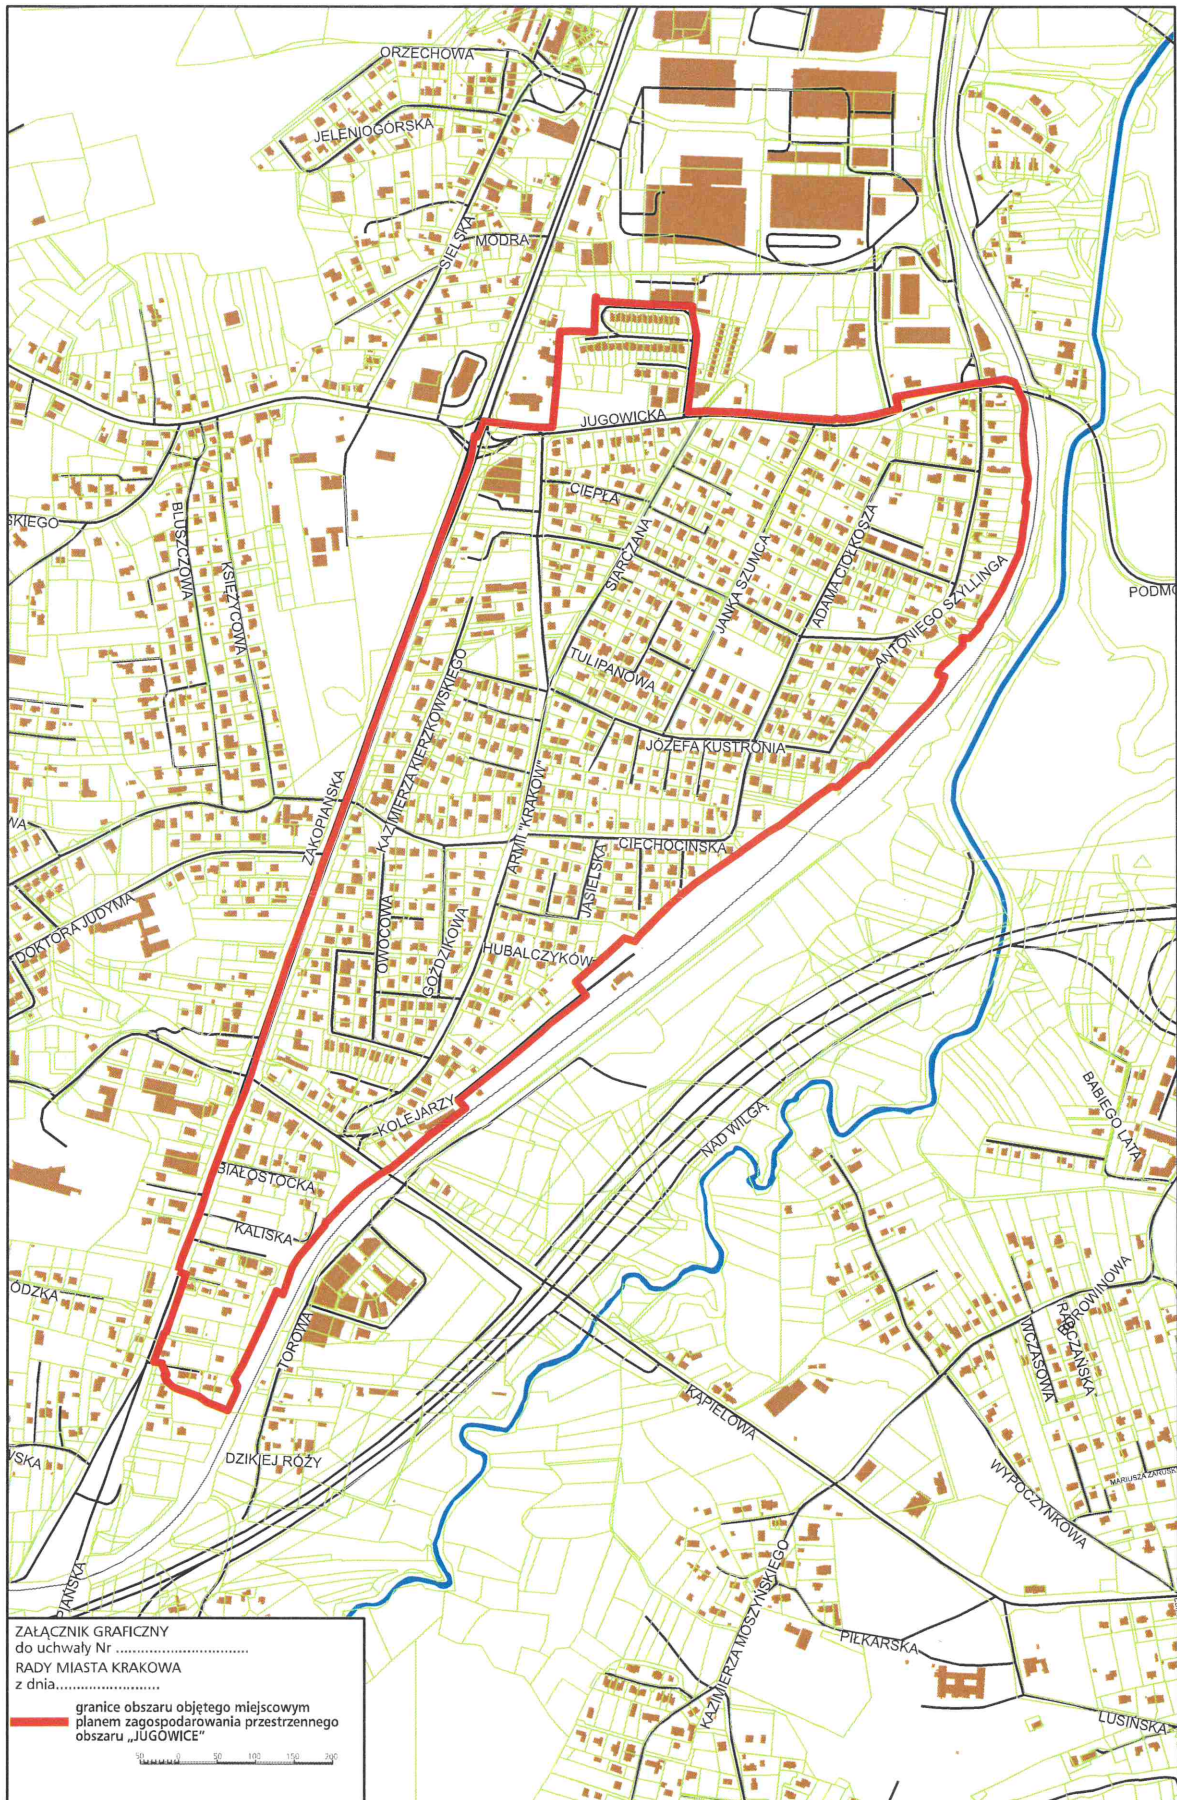 ORZECHOWA
JELENIOGÓRSKA
SIELSKA
MODRA
JUGOWICKA
CIEPŁA
SIARCZANA
JANKA SZUMCA
ADAMA CIOŁKOSZA
ANTONIEGO SZYLLINGA
PODMO
SKIEGO
BLUSZCZOWA
KSIĘŻYCOWA
TULIPANOWA
KAZIMIERZA KIERZKOWSKIEGO
JÓZEFA KUSTRONIA
ARMII "KRAKÓW"
ZAKOPIAŃSKA
WA
CIECHOCIŃSKA
JASIELSKA
DOKTORA JUDYMA
OWOCOWA
GOŹDZIKOWA
HUBALCZYKÓW
KOLEJARZY
NAD WILGĄ
BABIEGO LATA
BIAŁOSTOCKA
KALISKA
ÓDZKA
TOROWA
BOROWINOWA
RABCZAŃSKA
WCZASOWA
KĄPIELOWA
DZIKIEJ RÓŻY
WSKA
WYPOCZYNKOWA
MARIUSZA ZARUSK
PIAŃSKA
KAZIMIERZA MOSZYŃSKIEGO
PIŁKARSKA
LUSIŃSKA
ZAŁĄCZNIK GRAFICZNY
do uchwały Nr ................................
RADY MIASTA KRAKOWA
z dnia.........................
granice obszaru objętego miejscowym
planem zagospodarowania przestrzennego
obszaru „JUGOWICE"
50 0 50 100 150 200